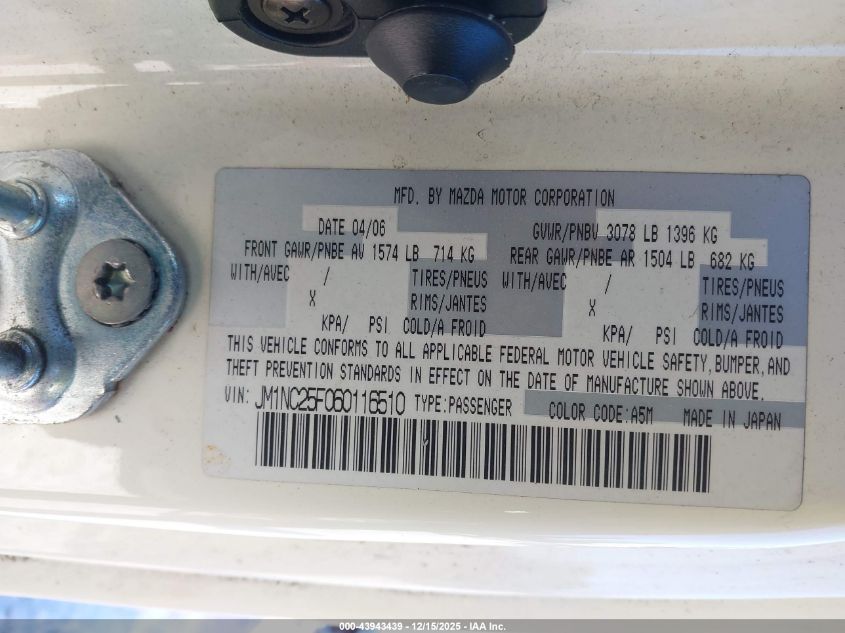 MFD. BY MAZDA MOTOR CORPORATION
DATE 04/06 GVWR/PNBV 3078 LB 1396 KG
FRONT GAWR/PNBE AV 1574 LB 714 KG REAR GAWR/PNBE AR 1504 LB 682 KG
WITH/AVEC / TIRES/PNEUS WITH/AVEC / TIRES/PNEUS
X RIMS/JANTES X RIMS/JANTES
KPA/ PSI COLD/A FROID KPA/ PSI COLD/A FROID
THIS VEHICLE CONFORMS TO ALL APPLICABLE FEDERAL MOTOR VEHICLE SAFETY, BUMPER, AND
THEFT PREVENTION STANDARDS IN EFFECT ON THE DATE OF MANUFACTURE SHOWN ABOVE.
VIN: JM1NC25F060116510 TYPE:PASSENGER COLOR CODE:A5M MADE IN JAPAN
000-43943439 - 12/15/2025 - IAA Inc.